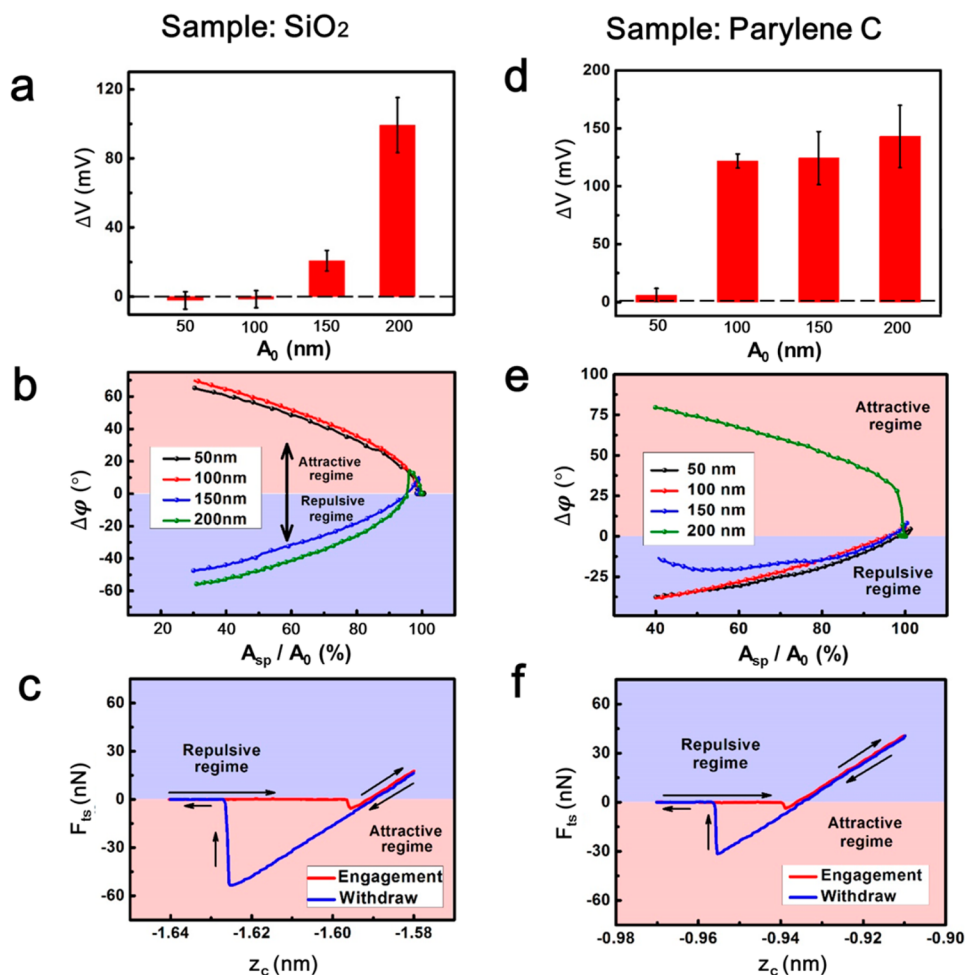 Sample: SiO2
Sample: Parylene C
a
ΔV (mV)
120
80
40
0
50 100 150 200
A0 (nm)
d
ΔV (mV)
200
150
100
50
0
50 100 150 200
A0 (nm)
b
Δφ (°)
60
40
20
0
-20
-40
-60
50nm
100nm
150nm
200nm
Attractive
regime
Repulsive
regime
20 40 60 80 100
Asp / A0 (%)
e
Δφ (°)
100
75
50
25
0
-25
Attractive
regime
50 nm
100 nm
150 nm
200 nm
Repulsive
regime
40 60 80 100
Asp / A0 (%)
c
Fts (nN)
60
30
0
-30
-60
Repulsive
regime
Attractive
regime
Engagement
Withdraw
-1.64 -1.62 -1.60 -1.58
zc (nm)
f
Fts (nN)
60
30
0
-30
-60
Repulsive
regime
Attractive
regime
Engagement
Withdraw
-0.98 -0.96 -0.94 -0.92 -0.90
zc (nm)